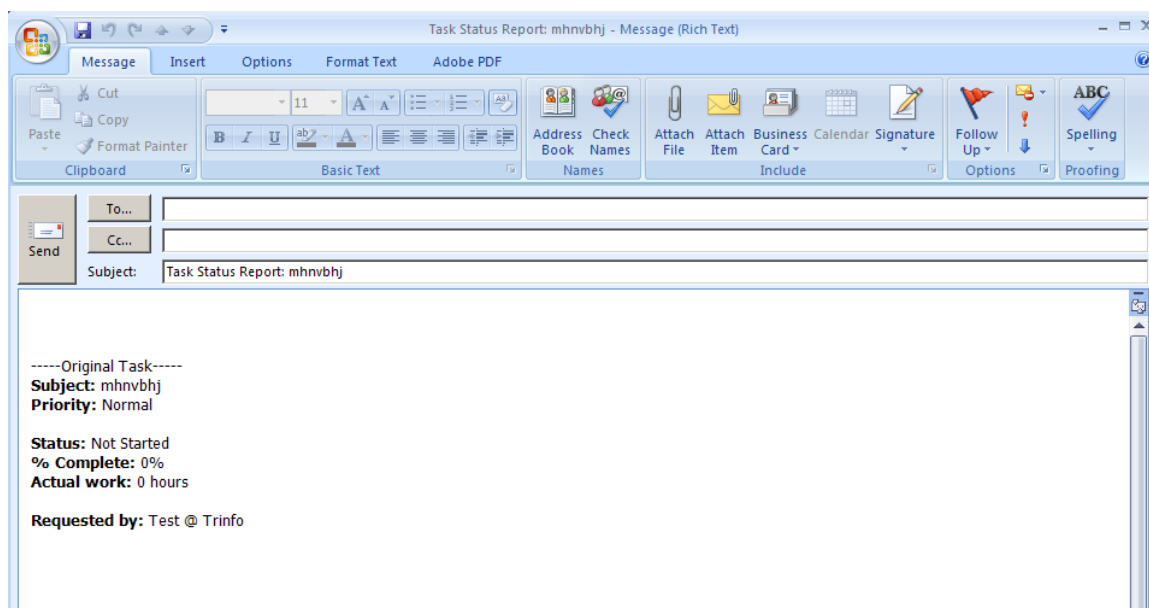 Task Status Report: mhnvbhj - Message (Rich Text)
Message Insert Options Format Text Adobe PDF
Cut
Copy
Format Painter
Paste
Clipboard
11
A A
B I U ab A
Basic Text
Address Book
Check Names
Names
Attach File
Attach Item
Business Card
Calendar
Signature
Include
Follow Up
Options
ABC
Spelling
Proofing
Send
To...
Cc...
Subject: Task Status Report: mhnvbhj
-----Original Task-----
Subject: mhnvbhj
Priority: Normal
Status: Not Started
% Complete: 0%
Actual work: 0 hours
Requested by: Test @ Trinfo